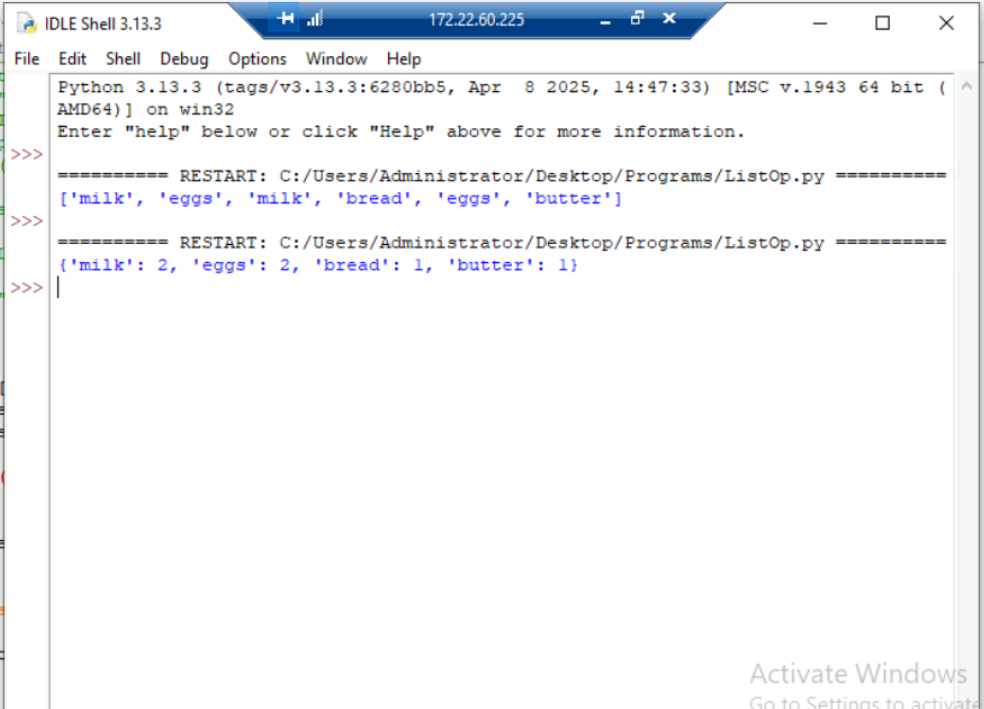 IDLE Shell 3.13.3
172.22.60.225
File Edit Shell Debug Options Window Help
Python 3.13.3 (tags/v3.13.3:6280bb5, Apr  8 2025, 14:47:33) [MSC v.1943 64 bit (
AMD64)] on win32
Enter "help" below or click "Help" above for more information.
>>>
========== RESTART: C:/Users/Administrator/Desktop/Programs/ListOp.py ==========
['milk', 'eggs', 'milk', 'bread', 'eggs', 'butter']
>>>
========== RESTART: C:/Users/Administrator/Desktop/Programs/ListOp.py ==========
{'milk': 2, 'eggs': 2, 'bread': 1, 'butter': 1}
>>>
Activate Windows
Go to Settings to activate